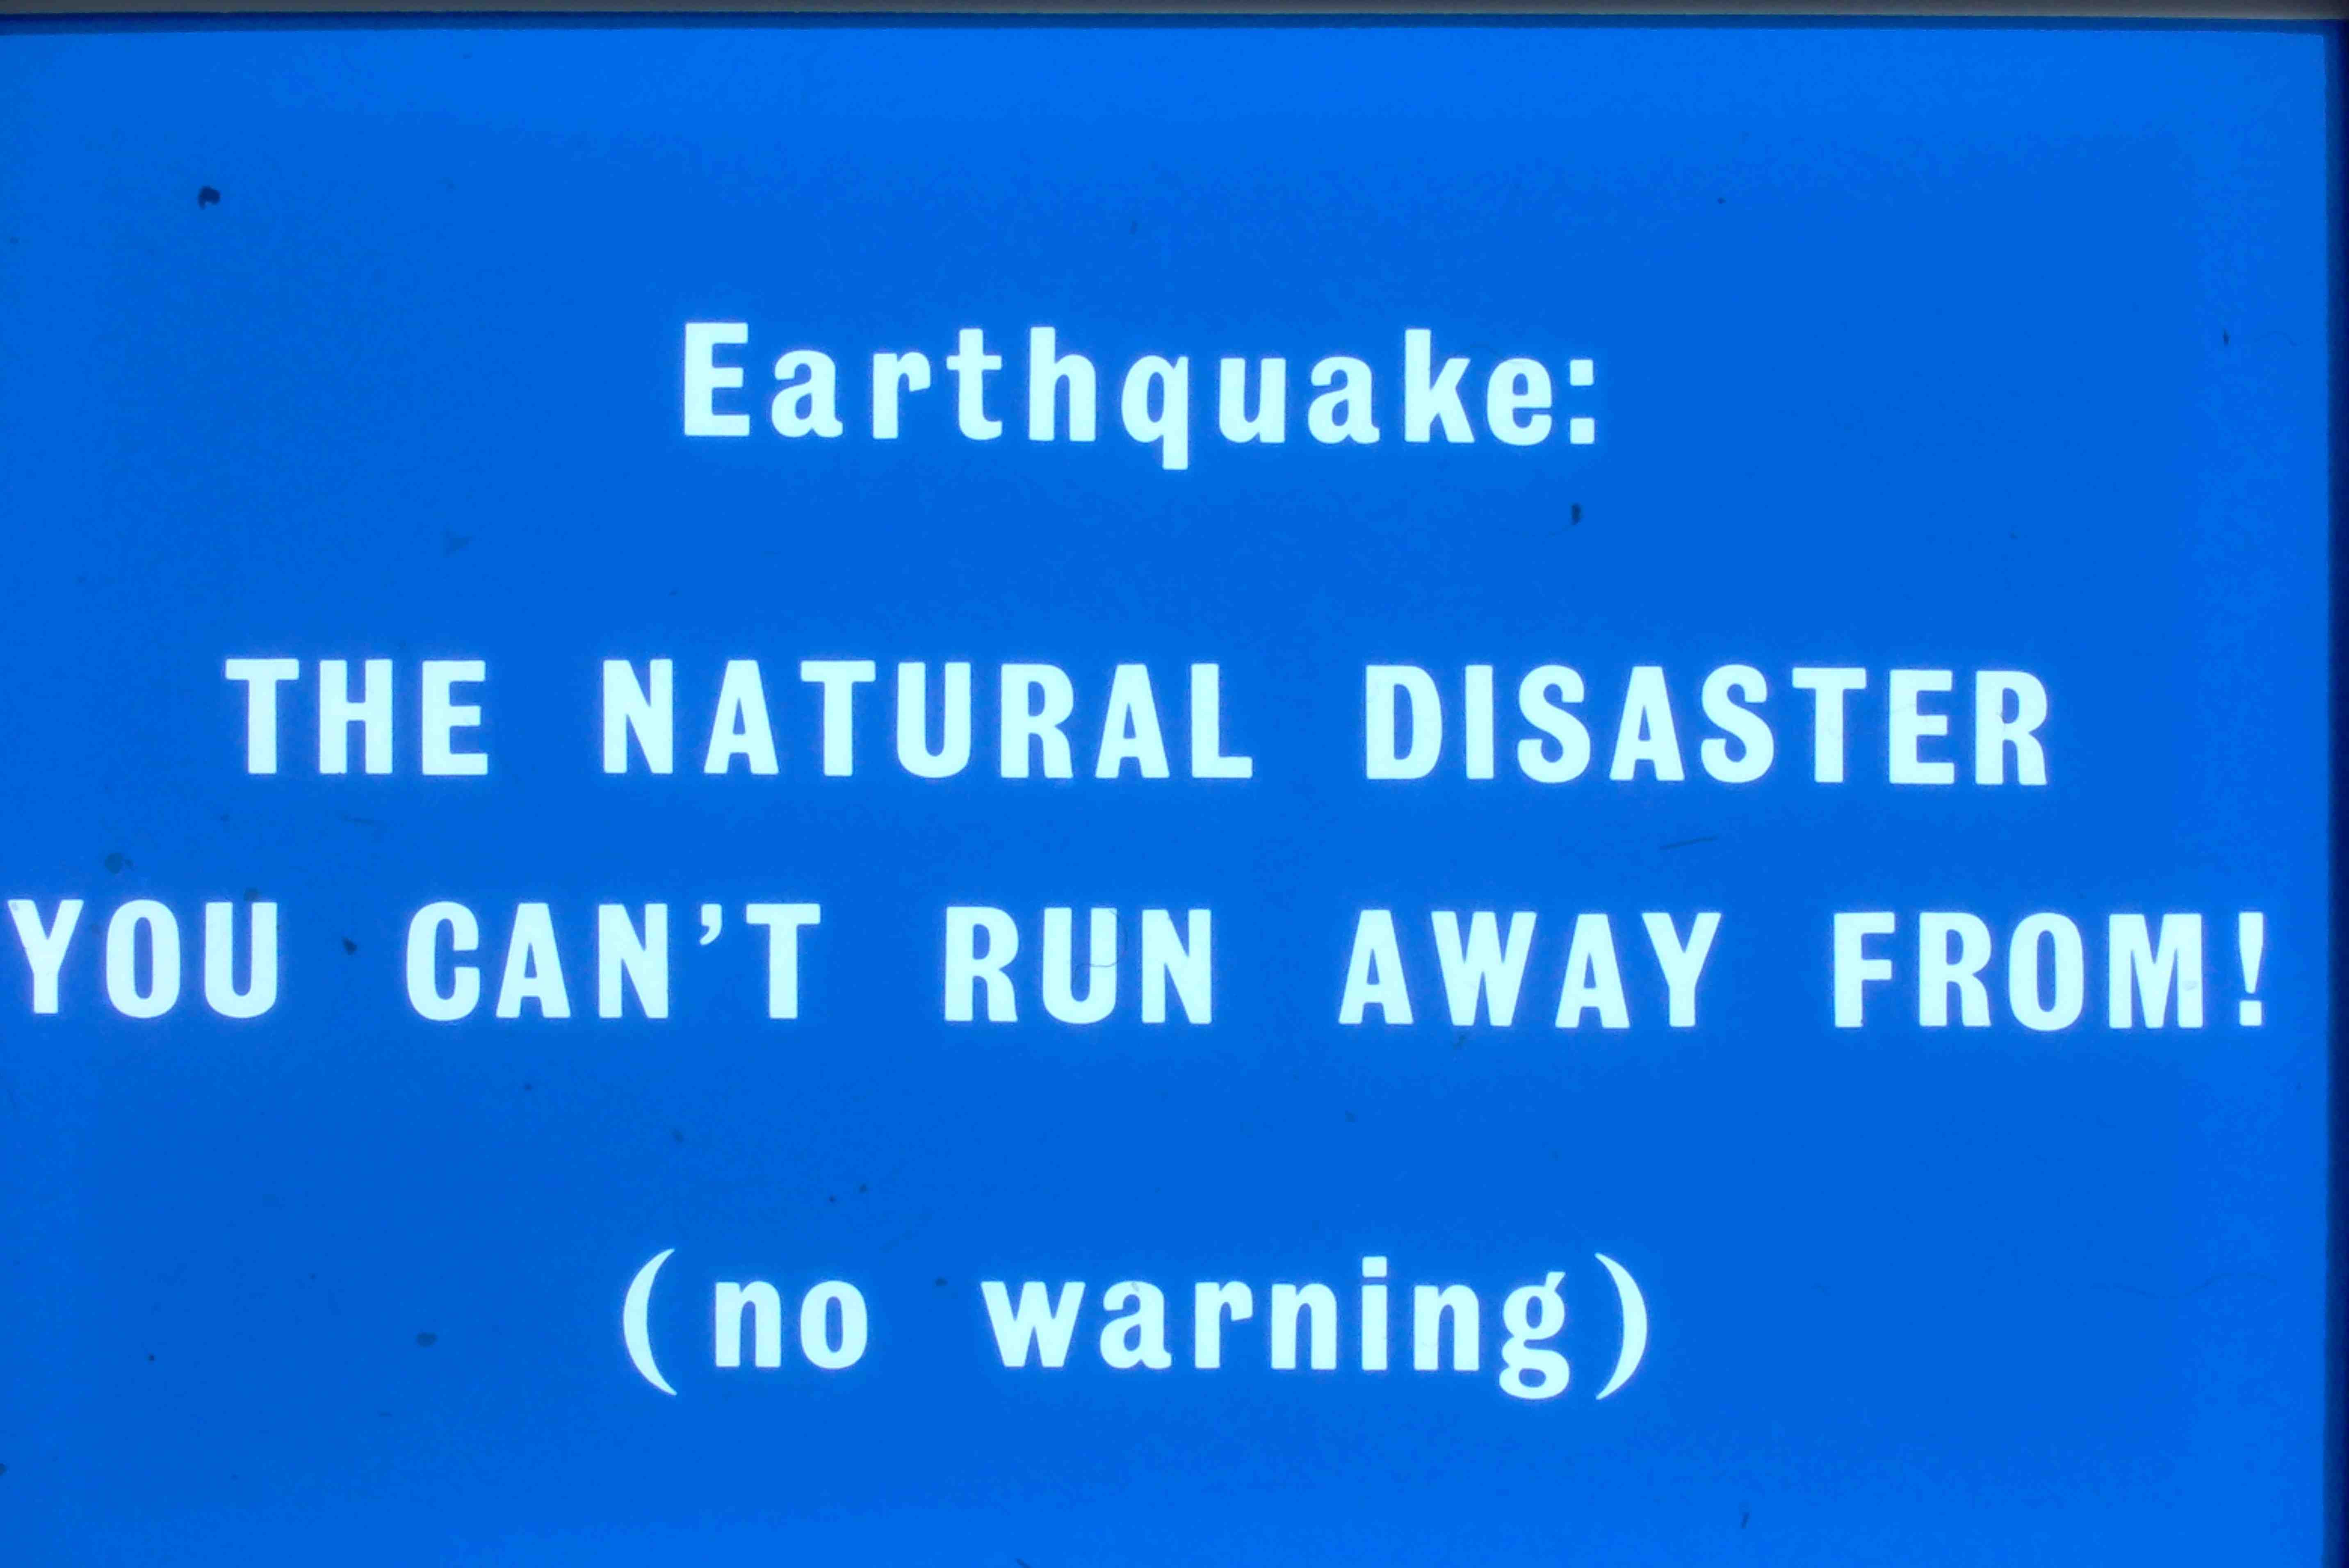 Earthquake:
THE NATURAL DISASTER
YOU CAN'T RUN AWAY FROM!
(no warning)